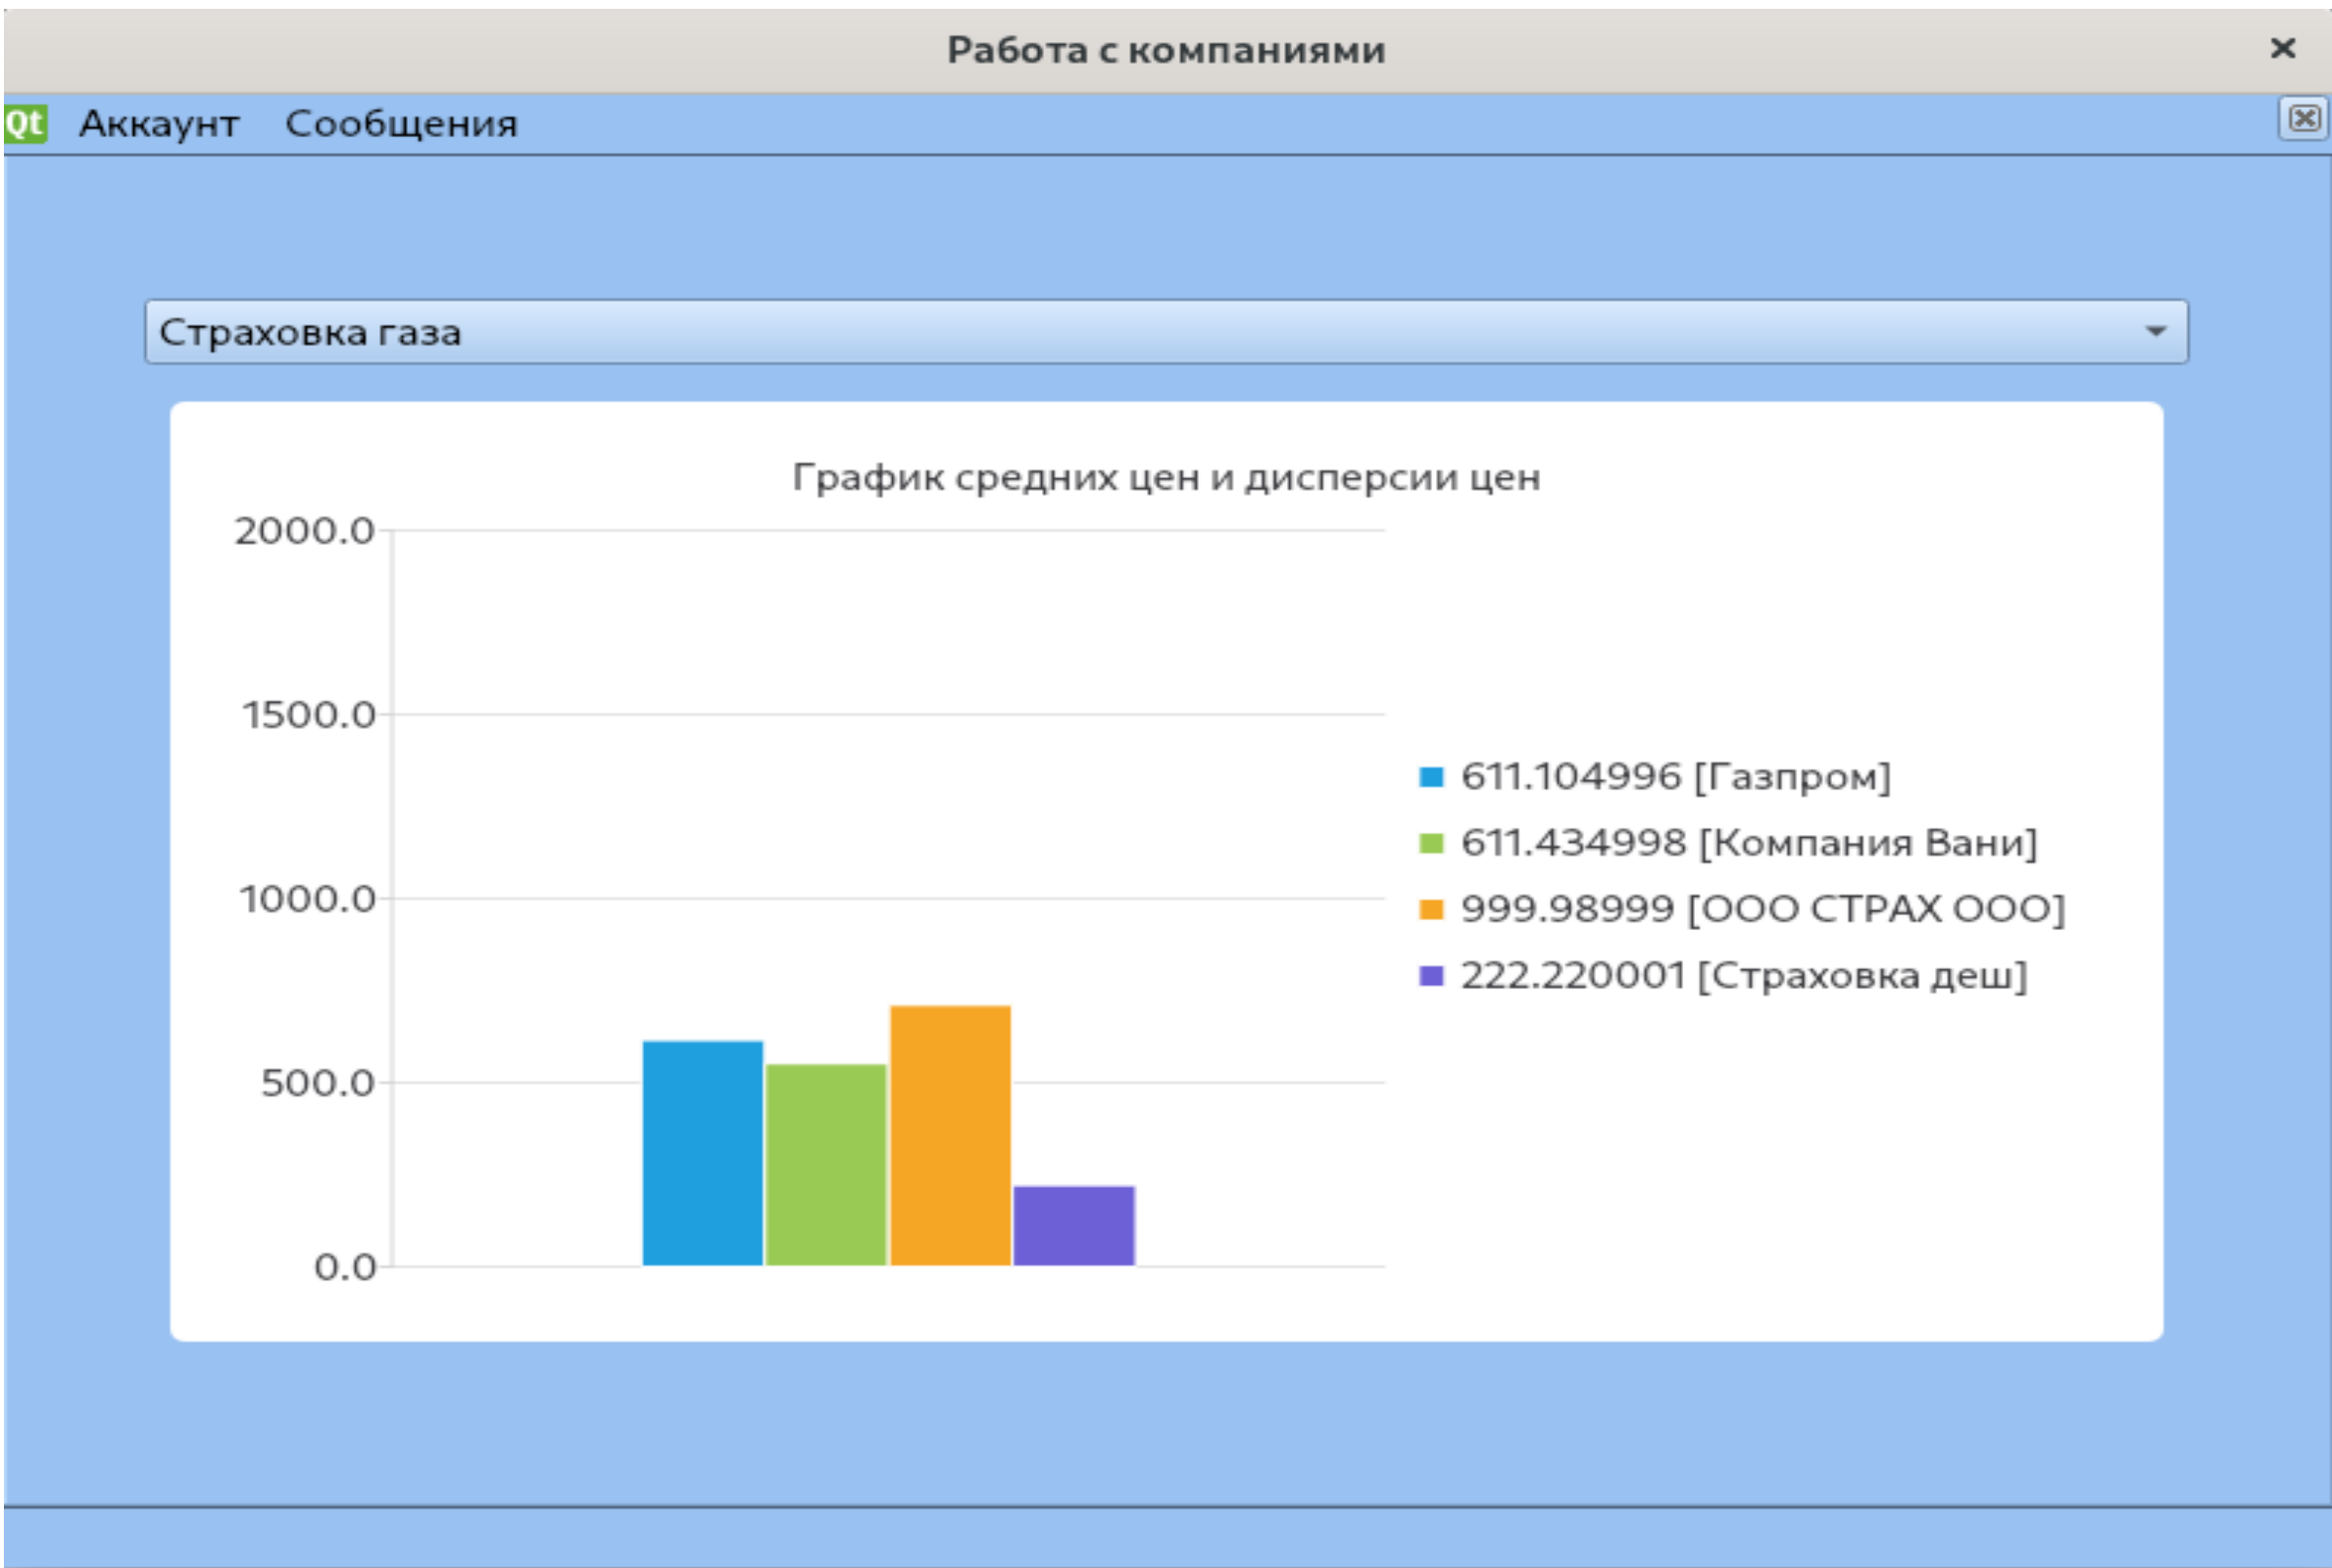 Работа с компаниями
Qt Аккаунт Сообщения
Страховка газа
График средних цен и дисперсии цен
2000.0
1500.0
1000.0
500.0
0.0
611.104996 [Газпром]
611.434998 [Компания Вани]
999.98999 [ООО СТРАХ ООО]
222.220001 [Страховка деш]